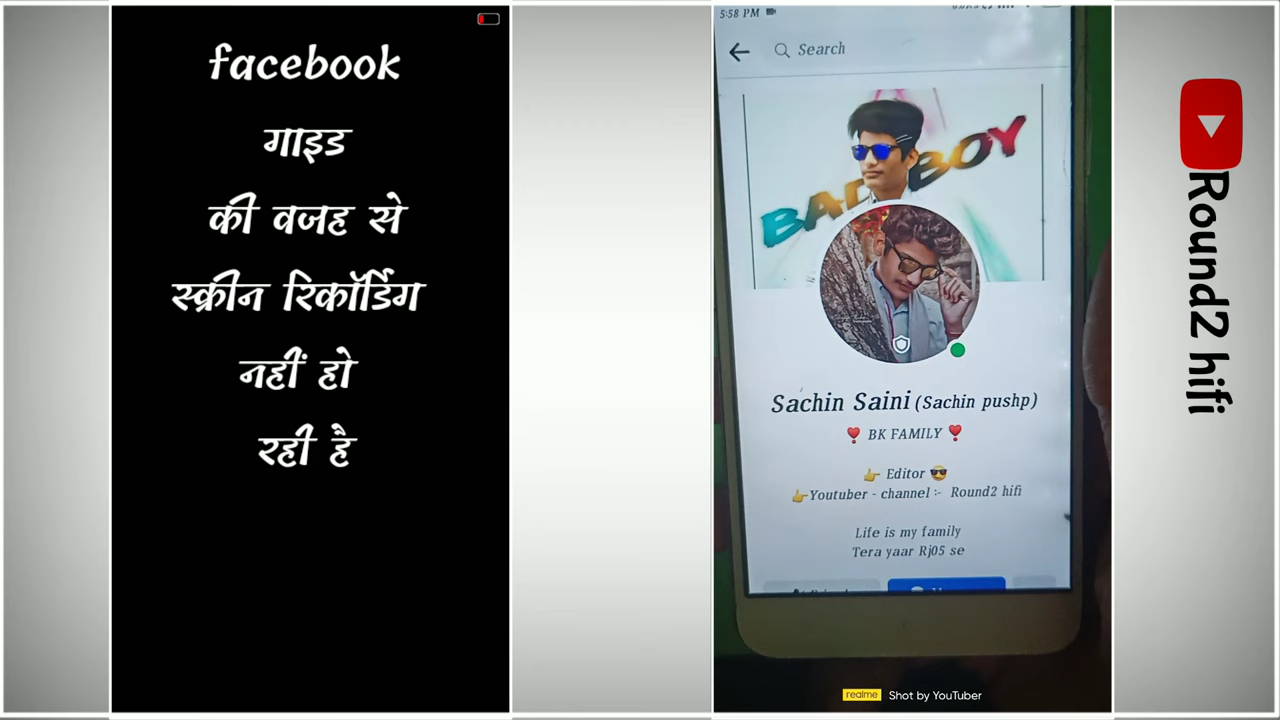 facebook
गाइड
की वजह से
स्क्रीन रिकॉर्डिंग
नहीं हो
रही है
5:58 PM
Search
BAD BOY
Sachin Saini (Sachin pushp)
❣ BK FAMILY ❣
👉 Editor 😎
👉Youtuber - channel :- Round2 hifi
Life is my family
Tera yaar Rj05 se
realme Shot by YouTuber
Round2 hifi